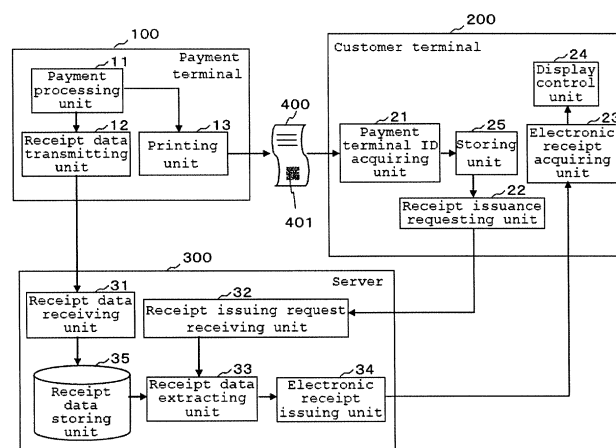 100
Payment
terminal
11
Payment
processing
unit
12
Receipt data
transmitting
unit
13
Printing
unit
400
401
200
Customer terminal
21
Payment
terminal ID
acquiring
unit
25
Storing
unit
22
Receipt issuance
requesting unit
24
Display
control
unit
23
Electronic
receipt
acquiring
unit
300
Server
31
Receipt data
receiving
unit
32
Receipt issuing request
receiving unit
35
Receipt
data
storing
unit
33
Receipt data
extracting
unit
34
Electronic
receipt
issuing unit